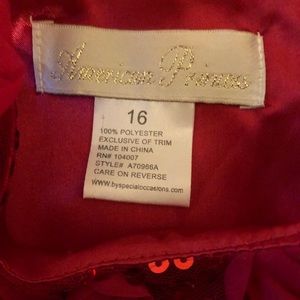 American Princess
16
100% POLYESTER
EXCLUSIVE OF TRIM
MADE IN CHINA
RN# 104007
STYLE# A70986A
CARE ON REVERSE
www.byspecialoccasions.com